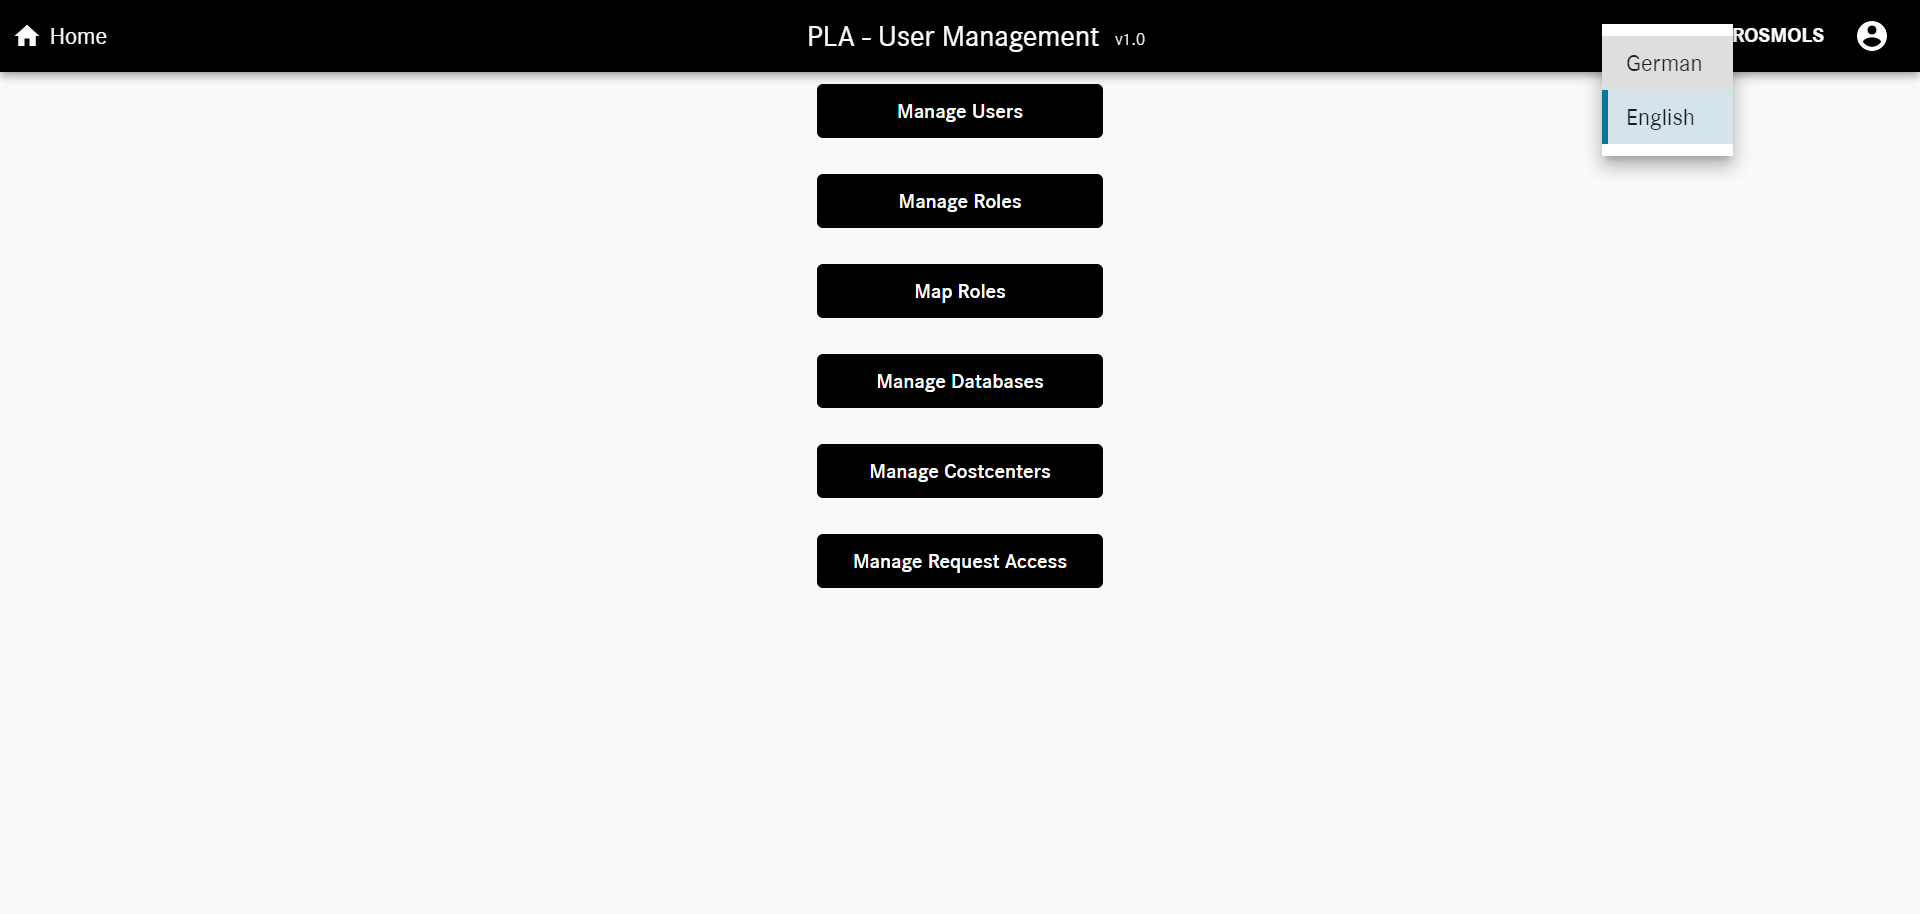 Home
PLA - User Management v1.0
ROSMOLS
German
English
Manage Users
Manage Roles
Map Roles
Manage Databases
Manage Costcenters
Manage Request Access